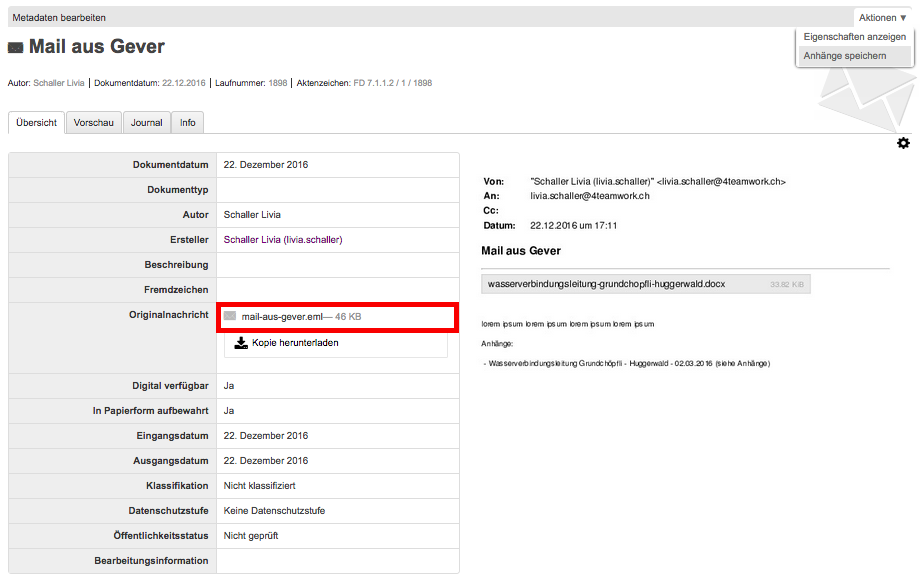 Metadaten bearbeiten
Aktionen ▼
Eigenschaften anzeigen
Anhänge speichern
Mail aus Gever
Autor: Schaller Livia | Dokumentdatum: 22.12.2016 | Laufnummer: 1898 | Aktenzeichen: FD 7.1.1.2 / 1 / 1898
Übersicht Vorschau Journal Info
Dokumentdatum 22. Dezember 2016
Dokumenttyp
Autor Schaller Livia
Ersteller Schaller Livia (livia.schaller)
Beschreibung
Fremdzeichen
Originalnachricht mail-aus-gever.eml— 46 KB
Kopie herunterladen
Digital verfügbar Ja
In Papierform aufbewahrt Ja
Eingangsdatum 22. Dezember 2016
Ausgangsdatum 22. Dezember 2016
Klassifikation Nicht klassifiziert
Datenschutzstufe Keine Datenschutzstufe
Öffentlichkeitsstatus Nicht geprüft
Bearbeitungsinformation
Von: "Schaller Livia (livia.schaller)" <livia.schaller@4teamwork.ch>
An: livia.schaller@4teamwork.ch
Cc:
Datum: 22.12.2016 um 17:11
Mail aus Gever
wasserverbindungsleitung-grundchopfli-huggerwald.docx 33.82 KiB
lorem ipsum lorem ipsum lorem ipsum lorem ipsum
Anhänge:
- Wasserverbindungsleitung Grundchöpfli - Huggerwald - 02.03.2016 (siehe Anhänge)